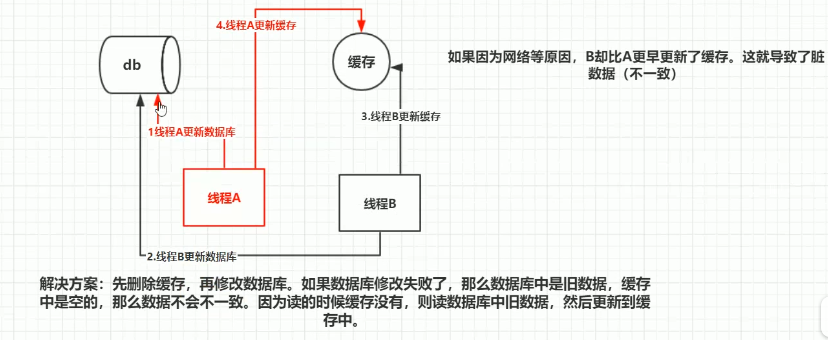 4.线程A更新缓存
db
缓存
如果因为网络等原因，B却比A更早更新了缓存。这就导致了脏
数据（不一致）
3.线程B更新缓存
1线程A更新数据库
线程A
线程B
2.线程B更新数据库
解决方案：先删除缓存，再修改数据库。如果数据库修改失败了，那么数据库中是旧数据，缓存
中是空的，那么数据不会不一致。因为读的时候缓存没有，则读数据库中旧数据，然后更新到缓
存中。